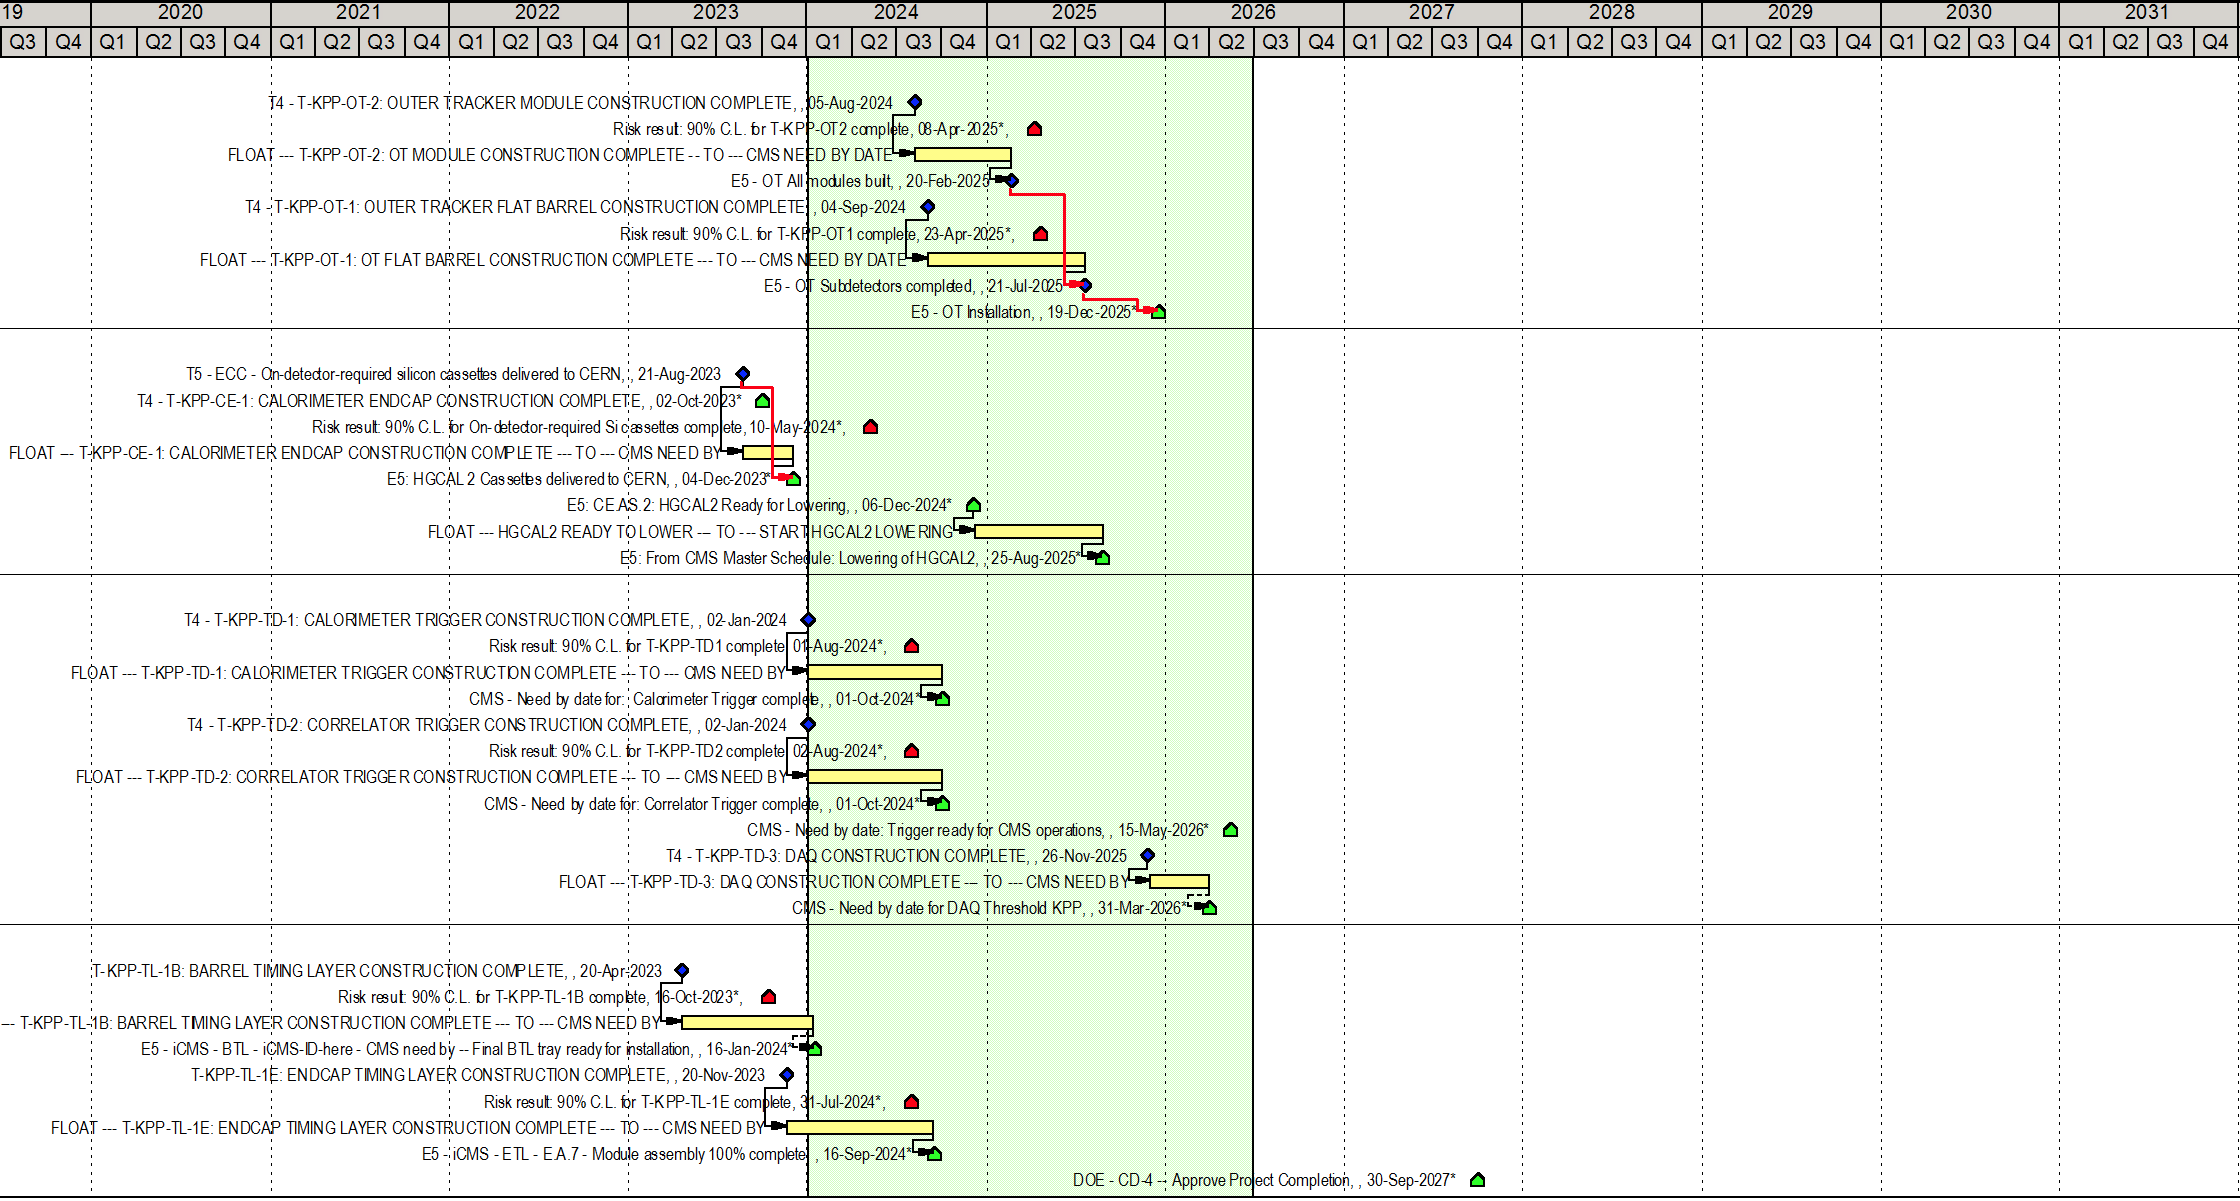 19 2020 2021 2022 2023 2024 2025 2026 2027 2028 2029 2030 2031
Q3 Q4 Q1 Q2 Q3 Q4 Q1 Q2 Q3 Q4 Q1 Q2 Q3 Q4 Q1 Q2 Q3 Q4 Q1 Q2 Q3 Q4 Q1 Q2 Q3 Q4 Q1 Q2 Q3 Q4 Q1 Q2 Q3 Q4 Q1 Q2 Q3 Q4 Q1 Q2 Q3 Q4 Q1 Q2 Q3 Q4 Q1 Q2 Q3 Q4
T4 - T-KPP-OT-2: OUTER TRACKER MODULE CONSTRUCTION COMPLETE, , 05-Aug-2024
Risk result: 90% C.L. for T-KPP-OT2 complete, 08-Apr-2025*,
FLOAT --- T-KPP-OT-2: OT MODULE CONSTRUCTION COMPLETE -- TO --- CMS NEED BY DATE
E5 - OT All modules built, , 20-Feb-2025
T4 - T-KPP-OT-1: OUTER TRACKER FLAT BARREL CONSTRUCTION COMPLETE, , 04-Sep-2024
Risk result: 90% C.L. for T-KPP-OT1 complete, 23-Apr-2025*,
FLOAT --- T-KPP-OT-1: OT FLAT BARREL CONSTRUCTION COMPLETE --- TO --- CMS NEED BY DATE
E5 - OT Subdetectors completed, , 21-Jul-2025
E5 - OT Installation, , 19-Dec-2025*
T5 - ECC - On-detector-required silicon cassettes delivered to CERN, , 21-Aug-2023
T4 - T-KPP-CE-1: CALORIMETER ENDCAP CONSTRUCTION COMPLETE, , 02-Oct-2023*
Risk result: 90% C.L. for On-detector-required Si cassettes complete, 10-May-2024*,
FLOAT --- T-KPP-CE-1: CALORIMETER ENDCAP CONSTRUCTION COMPLETE --- TO --- CMS NEED BY
E5: HGCAL 2 Cassettes delivered to CERN, , 04-Dec-2023*
E5: CE.AS.2: HGCAL2 Ready for Lowering, , 06-Dec-2024*
FLOAT --- HGCAL2 READY TO LOWER --- TO --- START HGCAL2 LOWERING
E5: From CMS Master Schedule: Lowering of HGCAL2, , 25-Aug-2025*
T4 - T-KPP-TD-1: CALORIMETER TRIGGER CONSTRUCTION COMPLETE, , 02-Jan-2024
Risk result: 90% C.L. for T-KPP-TD1 complete, 01-Aug-2024*,
FLOAT --- T-KPP-TD-1: CALORIMETER TRIGGER CONSTRUCTION COMPLETE --- TO --- CMS NEED BY
CMS - Need by date for: Calorimeter Trigger complete, , 01-Oct-2024*
T4 - T-KPP-TD-2: CORRELATOR TRIGGER CONSTRUCTION COMPLETE, , 02-Jan-2024
Risk result: 90% C.L. for T-KPP-TD2 complete, 02-Aug-2024*,
FLOAT --- T-KPP-TD-2: CORRELATOR TRIGGER CONSTRUCTION COMPLETE --- TO --- CMS NEED BY
CMS - Need by date for: Correlator Trigger complete, , 01-Oct-2024*
CMS - Need by date: Trigger ready for CMS operations, , 15-May-2026*
T4 - T-KPP-TD-3: DAQ CONSTRUCTION COMPLETE, , 26-Nov-2025
FLOAT --- T-KPP-TD-3: DAQ CONSTRUCTION COMPLETE --- TO --- CMS NEED BY
CMS - Need by date for DAQ Threshold KPP, , 31-Mar-2026*
T-KPP-TL-1B: BARREL TIMING LAYER CONSTRUCTION COMPLETE, , 20-Apr-2023
Risk result: 90% C.L. for T-KPP-TL-1B complete, 16-Oct-2023*,
--- T-KPP-TL-1B: BARREL TIMING LAYER CONSTRUCTION COMPLETE --- TO --- CMS NEED BY
E5 - iCMS - BTL - iCMS-ID-here - CMS need by -- Final BTL tray ready for installation, , 16-Jan-2024*
T-KPP-TL-1E: ENDCAP TIMING LAYER CONSTRUCTION COMPLETE, , 20-Nov-2023
Risk result: 90% C.L. for T-KPP-TL-1E complete, 31-Jul-2024*,
FLOAT --- T-KPP-TL-1E: ENDCAP TIMING LAYER CONSTRUCTION COMPLETE --- TO --- CMS NEED BY
E5 - iCMS - ETL - E.A.7 - Module assembly 100% complete, , 16-Sep-2024*
DOE - CD-4 -- Approve Project Completion, , 30-Sep-2027*